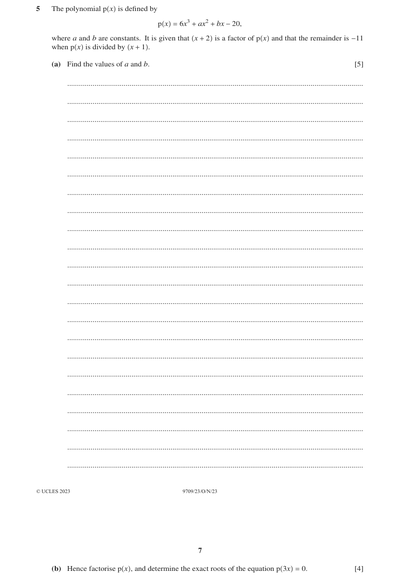 5 The polynomial p(x) is defined by
p(x) = 6x³ + ax² + bx − 20,
where a and b are constants. It is given that (x + 2) is a factor of p(x) and that the remainder is −11
when p(x) is divided by (x + 1).
(a) Find the values of a and b. [5]
© UCLES 2023 9709/23/O/N/23
7
(b) Hence factorise p(x), and determine the exact roots of the equation p(3x) = 0. [4]